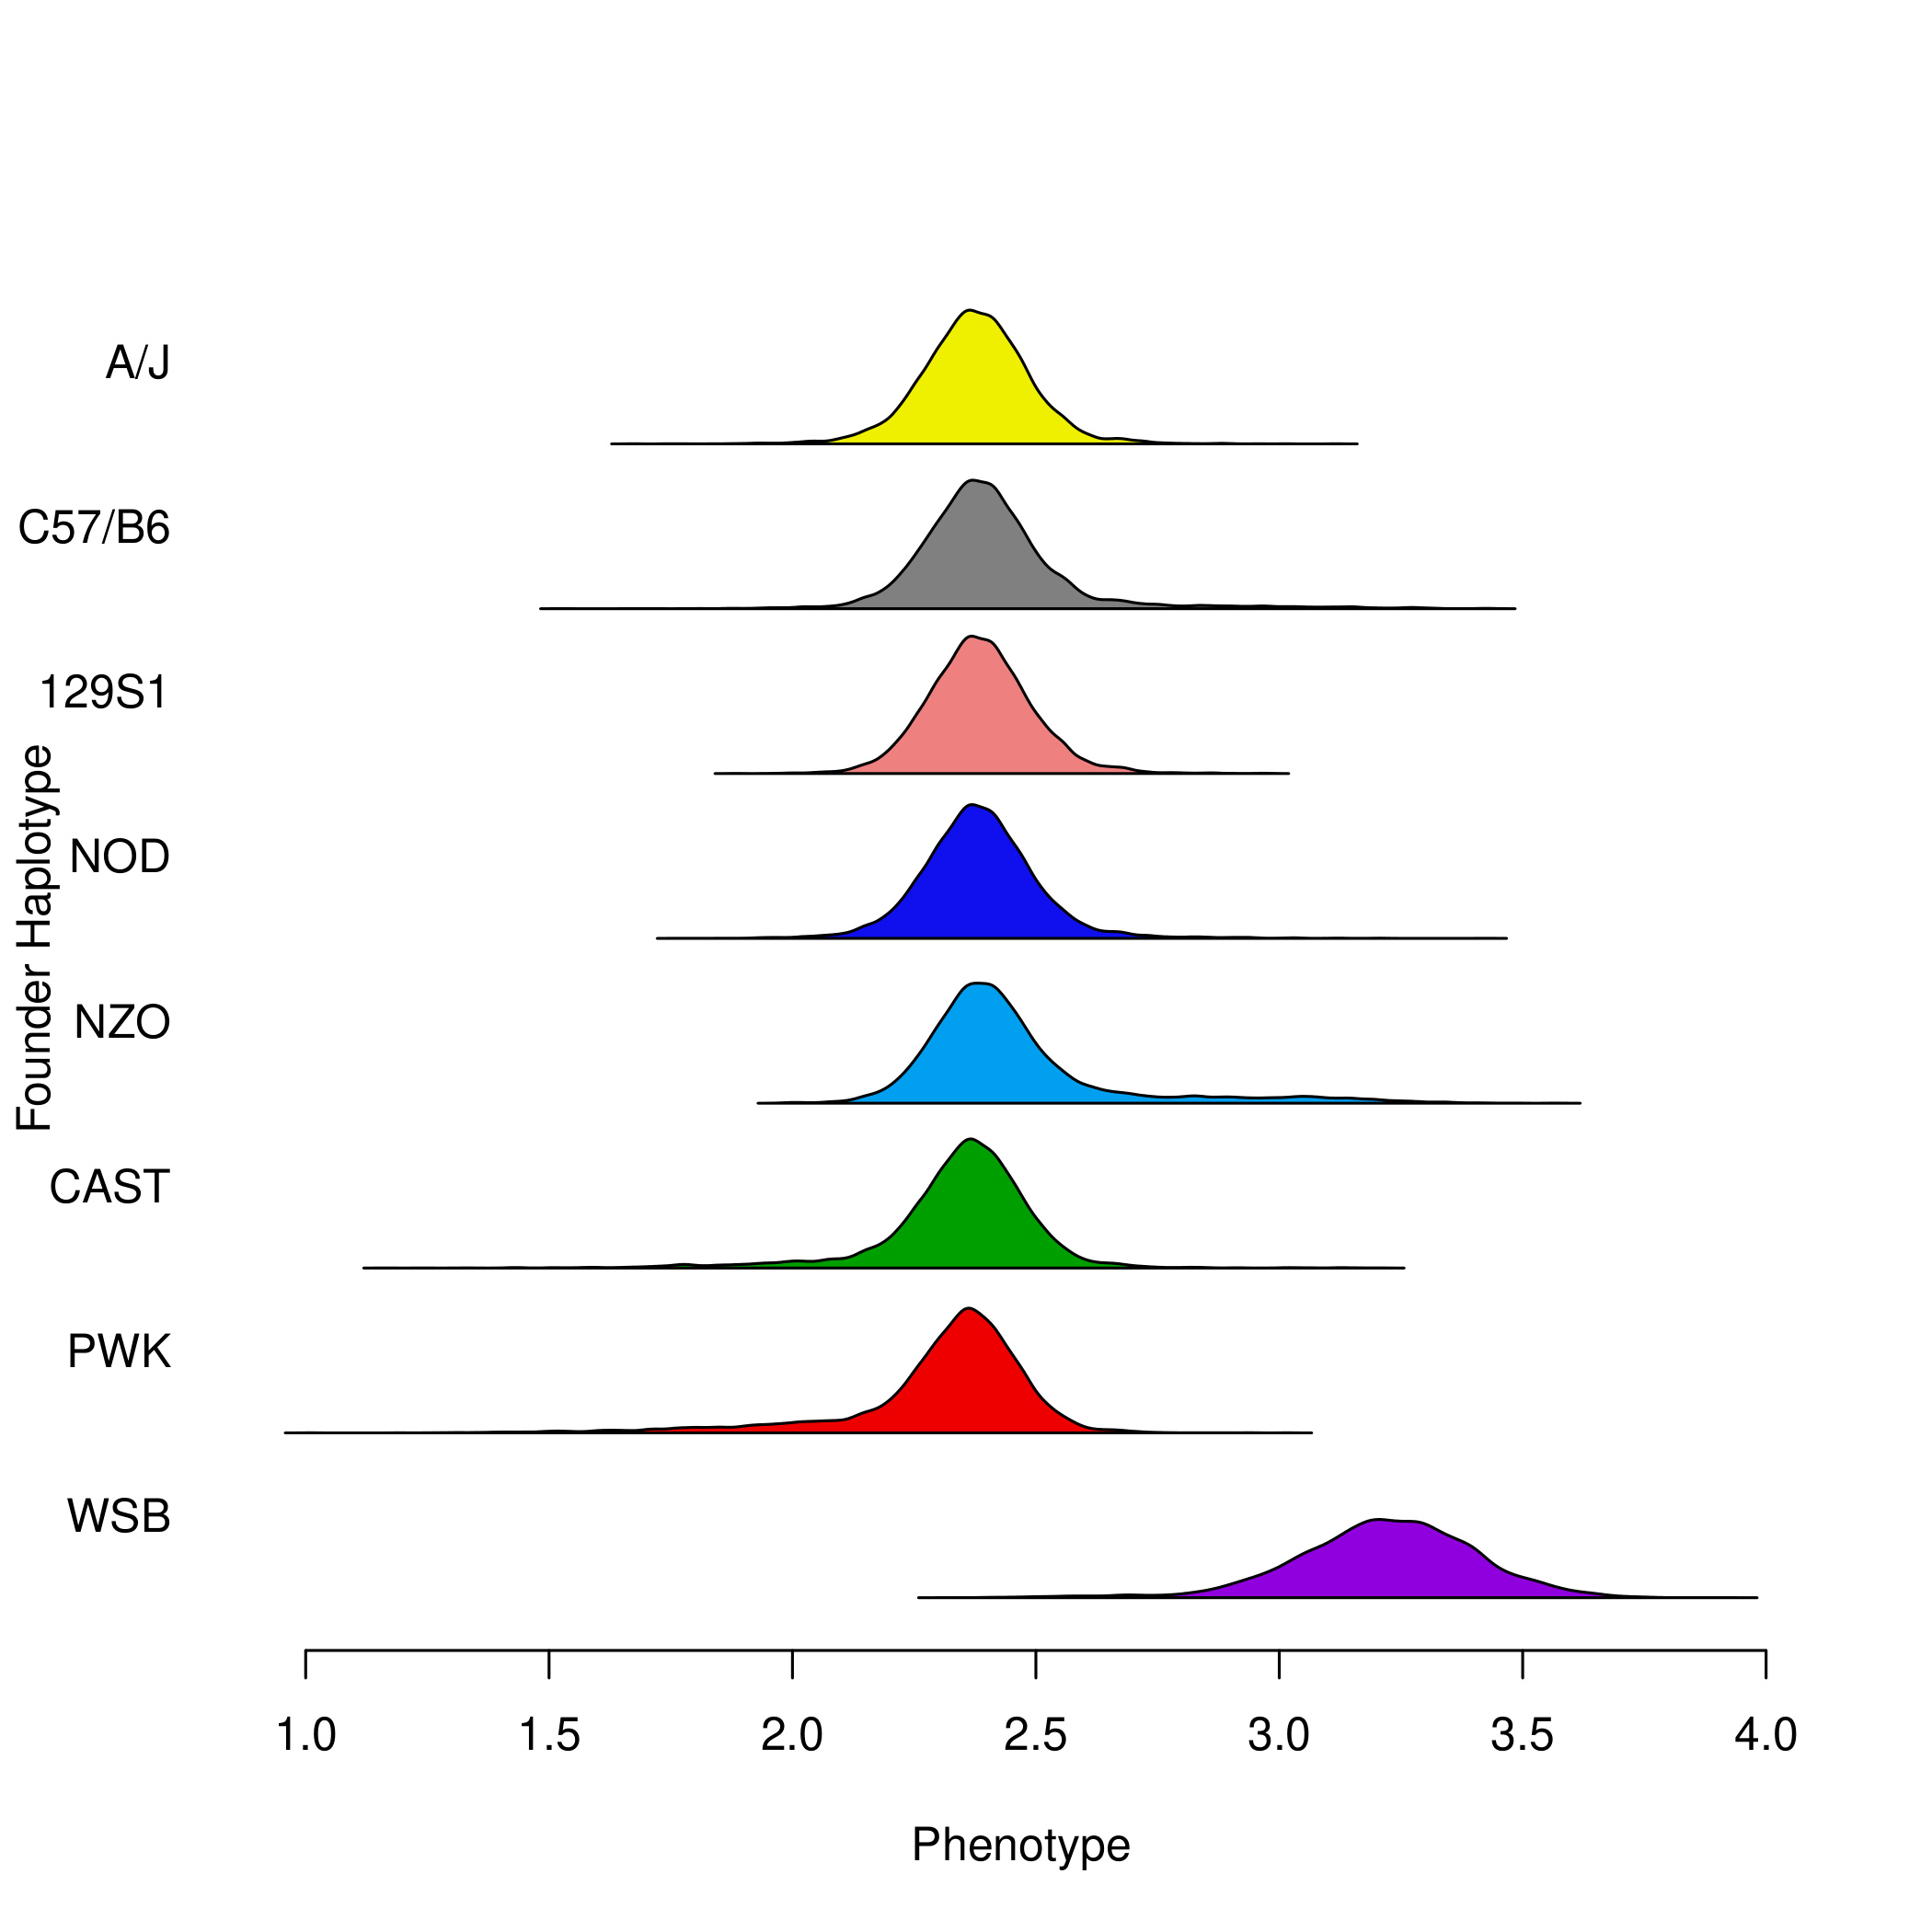 A/J
C57/B6
129S1
NOD
NZO
CAST
PWK
WSB
Founder Haplotype
1.0 1.5 2.0 2.5 3.0 3.5 4.0
Phenotype